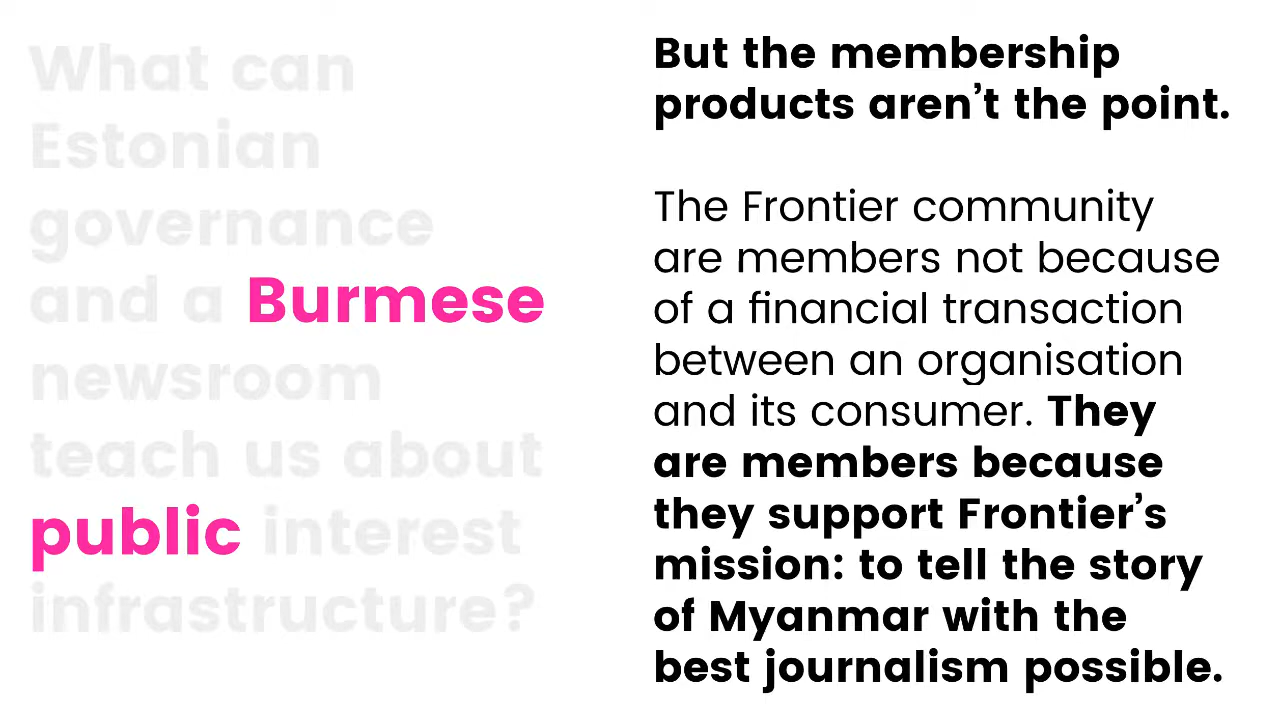 What can
Estonian
governance
and a Burmese
newsroom
teach us about
public interest
infrastructure?
But the membership
products aren’t the point.
The Frontier community
are members not because
of a financial transaction
between an organisation
and its consumer. They
are members because
they support Frontier’s
mission: to tell the story
of Myanmar with the
best journalism possible.